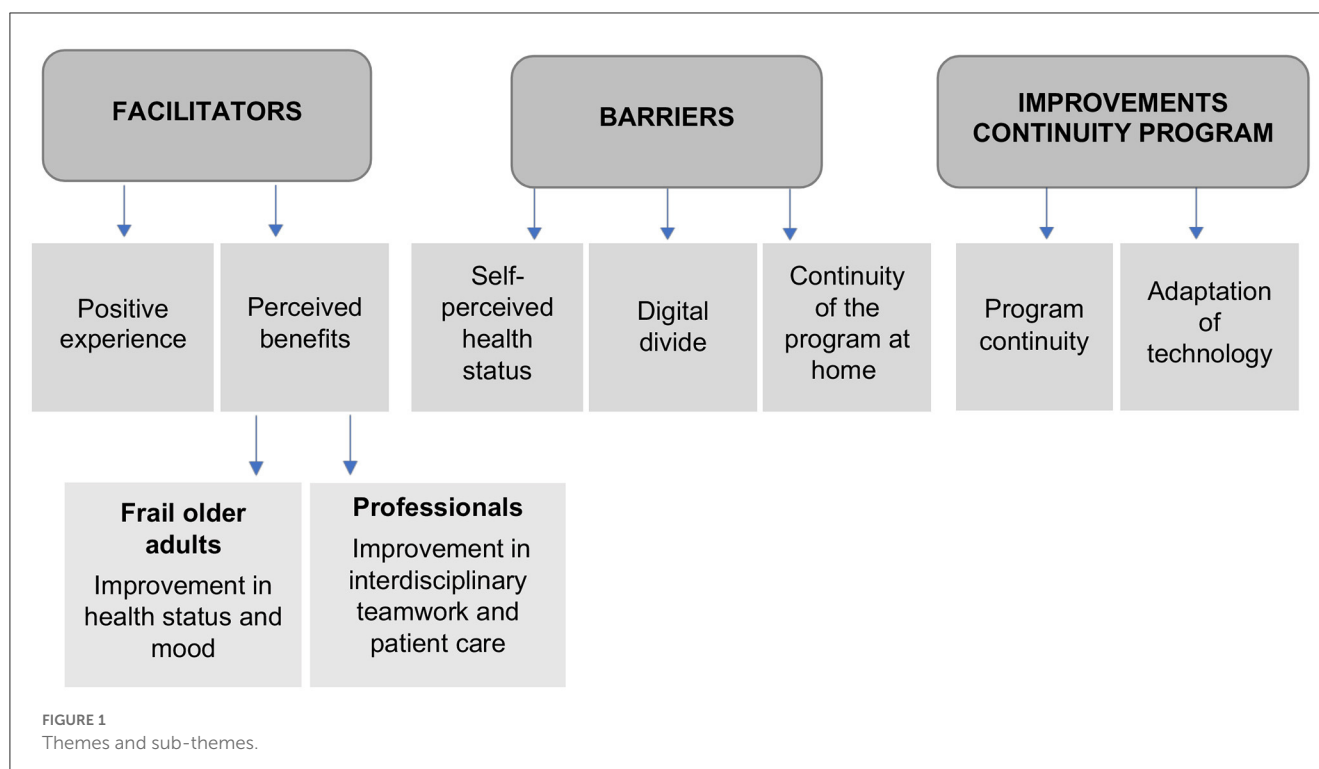 FACILITATORS
BARRIERS
IMPROVEMENTS
CONTINUITY PROGRAM
Positive
experience
Perceived
benefits
Self-
perceived
health
status
Digital
divide
Continuity
of the
program at
home
Program
continuity
Adaptation
of
technology
Frail older
adults
Improvement in
health status and
mood
Professionals
Improvement in
interdisciplinary
teamwork and
patient care
FIGURE 1
Themes and sub-themes.